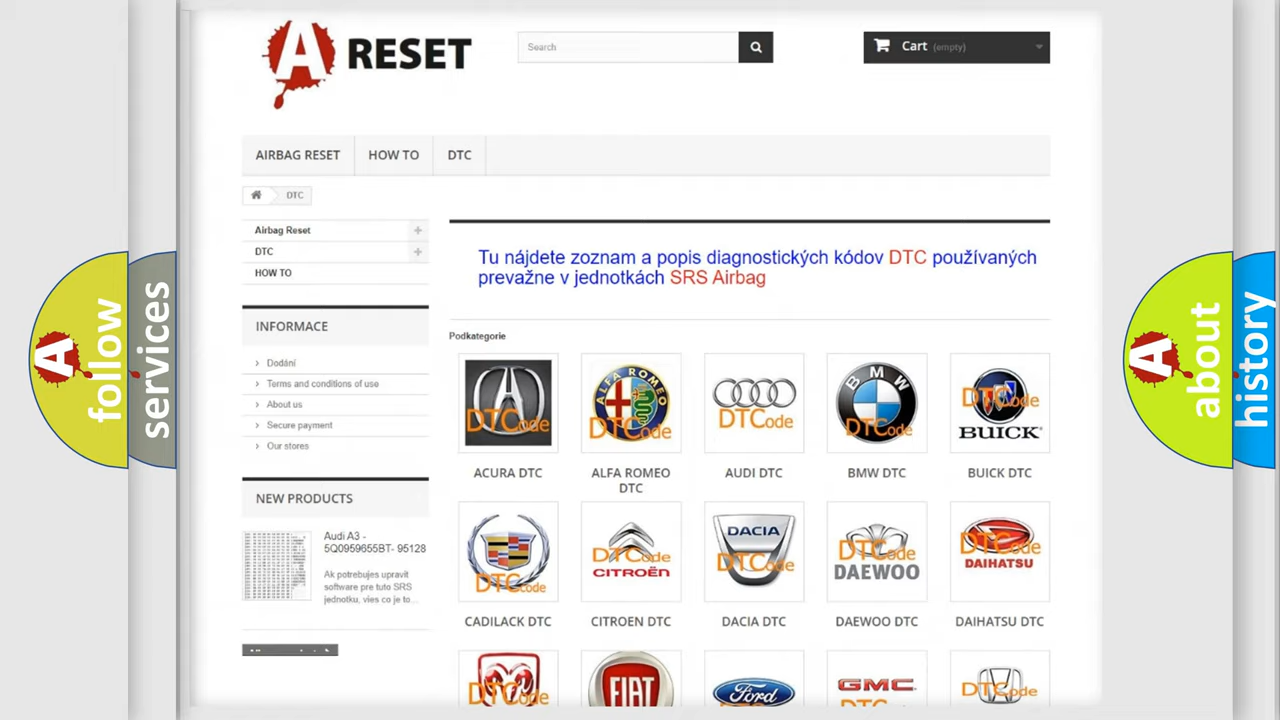 A RESET
Search
Cart (empty)
AIRBAG RESET
HOW TO
DTC
DTC
Airbag Reset
DTC
HOW TO
Tu nájdete zoznam a popis diagnostických kódov DTC používaných
prevažne v jednotkách SRS Airbag
INFORMACE
Dodání
Terms and conditions of use
About us
Secure payment
Our stores
NEW PRODUCTS
Audi A3 -
5Q0959655BT- 95128
Ak potrebujes upravit
software pre tuto SRS
jednotku, vies co je to...
Podkategorie
DTCode
ALFA ROMEO
DTCode
DTCode
BMW
DTCode
DTCode
BUICK
ACURA DTC
ALFA ROMEO
DTC
AUDI DTC
BMW DTC
BUICK DTC
DTCode
DTCode
CITROËN
DACIA
DTCode
DTCode
DAEWOO
DTCode
DAIHATSU
CADILACK DTC
CITROEN DTC
DACIA DTC
DAEWOO DTC
DAIHATSU DTC
DTCode
FIAT
Ford
GMC
DTCode
A follow
services
A about
history